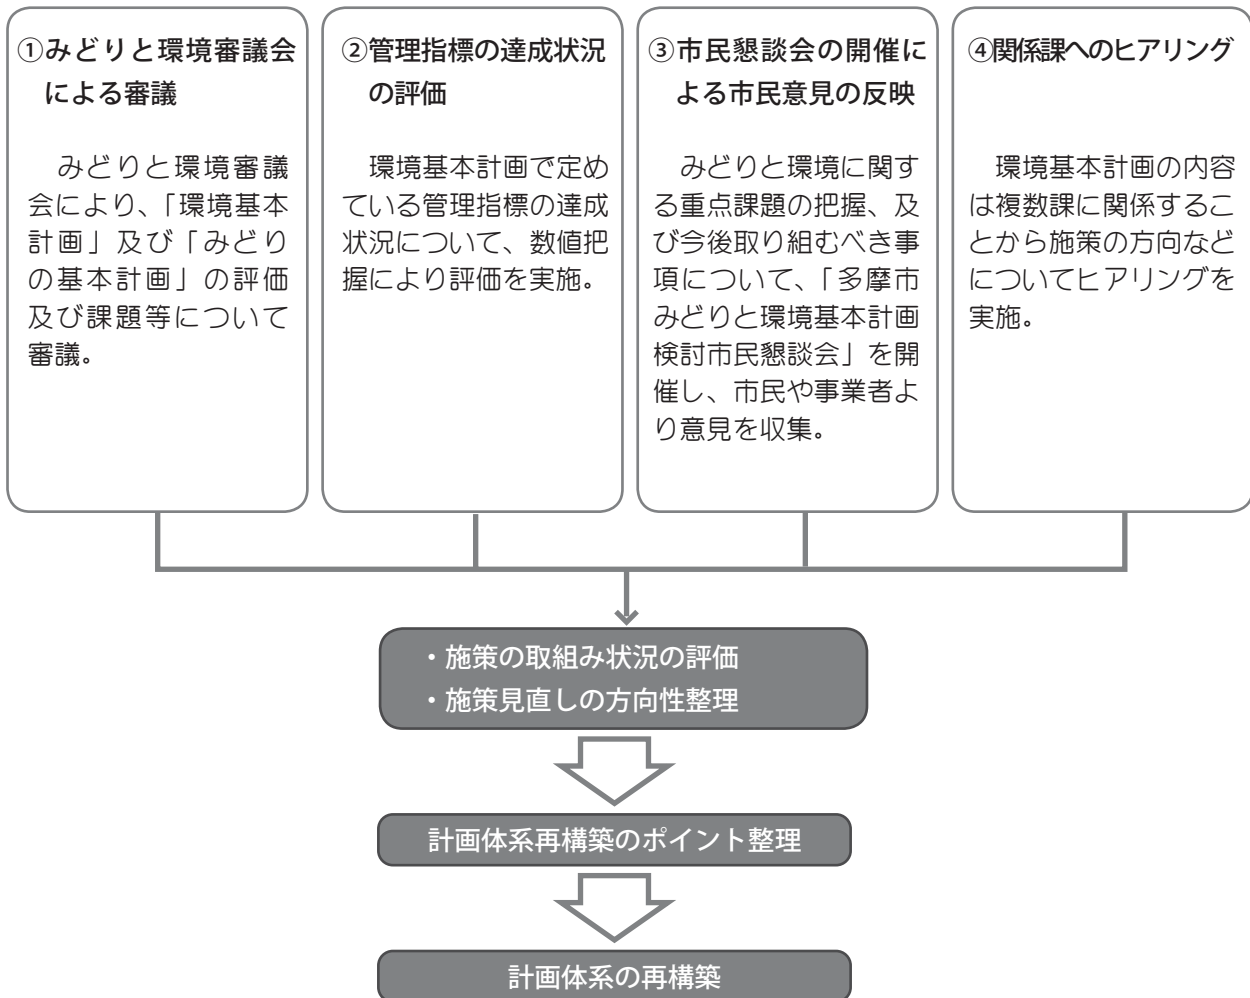 ①みどりと環境審議会
による審議
みどりと環境審議
会により、「環境基本
計画」及び「みどり
の基本計画」の評価
及び課題等について
審議。
②管理指標の達成状況
の評価
環境基本計画で定め
ている管理指標の達成
状況について、数値把
握により評価を実施。
③市民懇談会の開催に
よる市民意見の反映
みどりと環境に関す
る重点課題の把握、及
び今後取り組むべき事
項について、「多摩市
みどりと環境基本計画
検討市民懇談会」を開
催し、市民や事業者よ
り意見を収集。
④関係課へのヒアリング
環境基本計画の内容
は複数課に関係するこ
とから施策の方向など
についてヒアリングを
実施。
・施策の取組み状況の評価
・施策見直しの方向性整理
計画体系再構築のポイント整理
計画体系の再構築